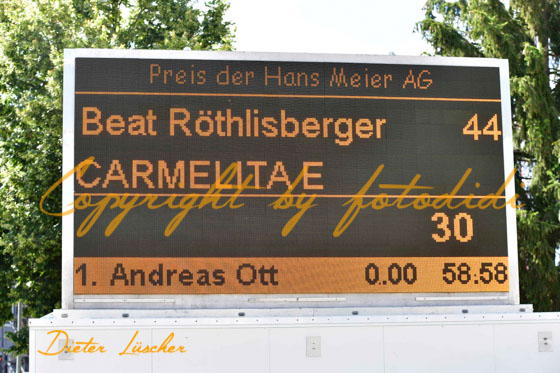 Preis der Hans Meier AG
Beat Röthlisberger 44
CARMELITA E
Copyright by fotodidi
30
1. Andreas Ott 0.00 58.58
Dieter Lüscher